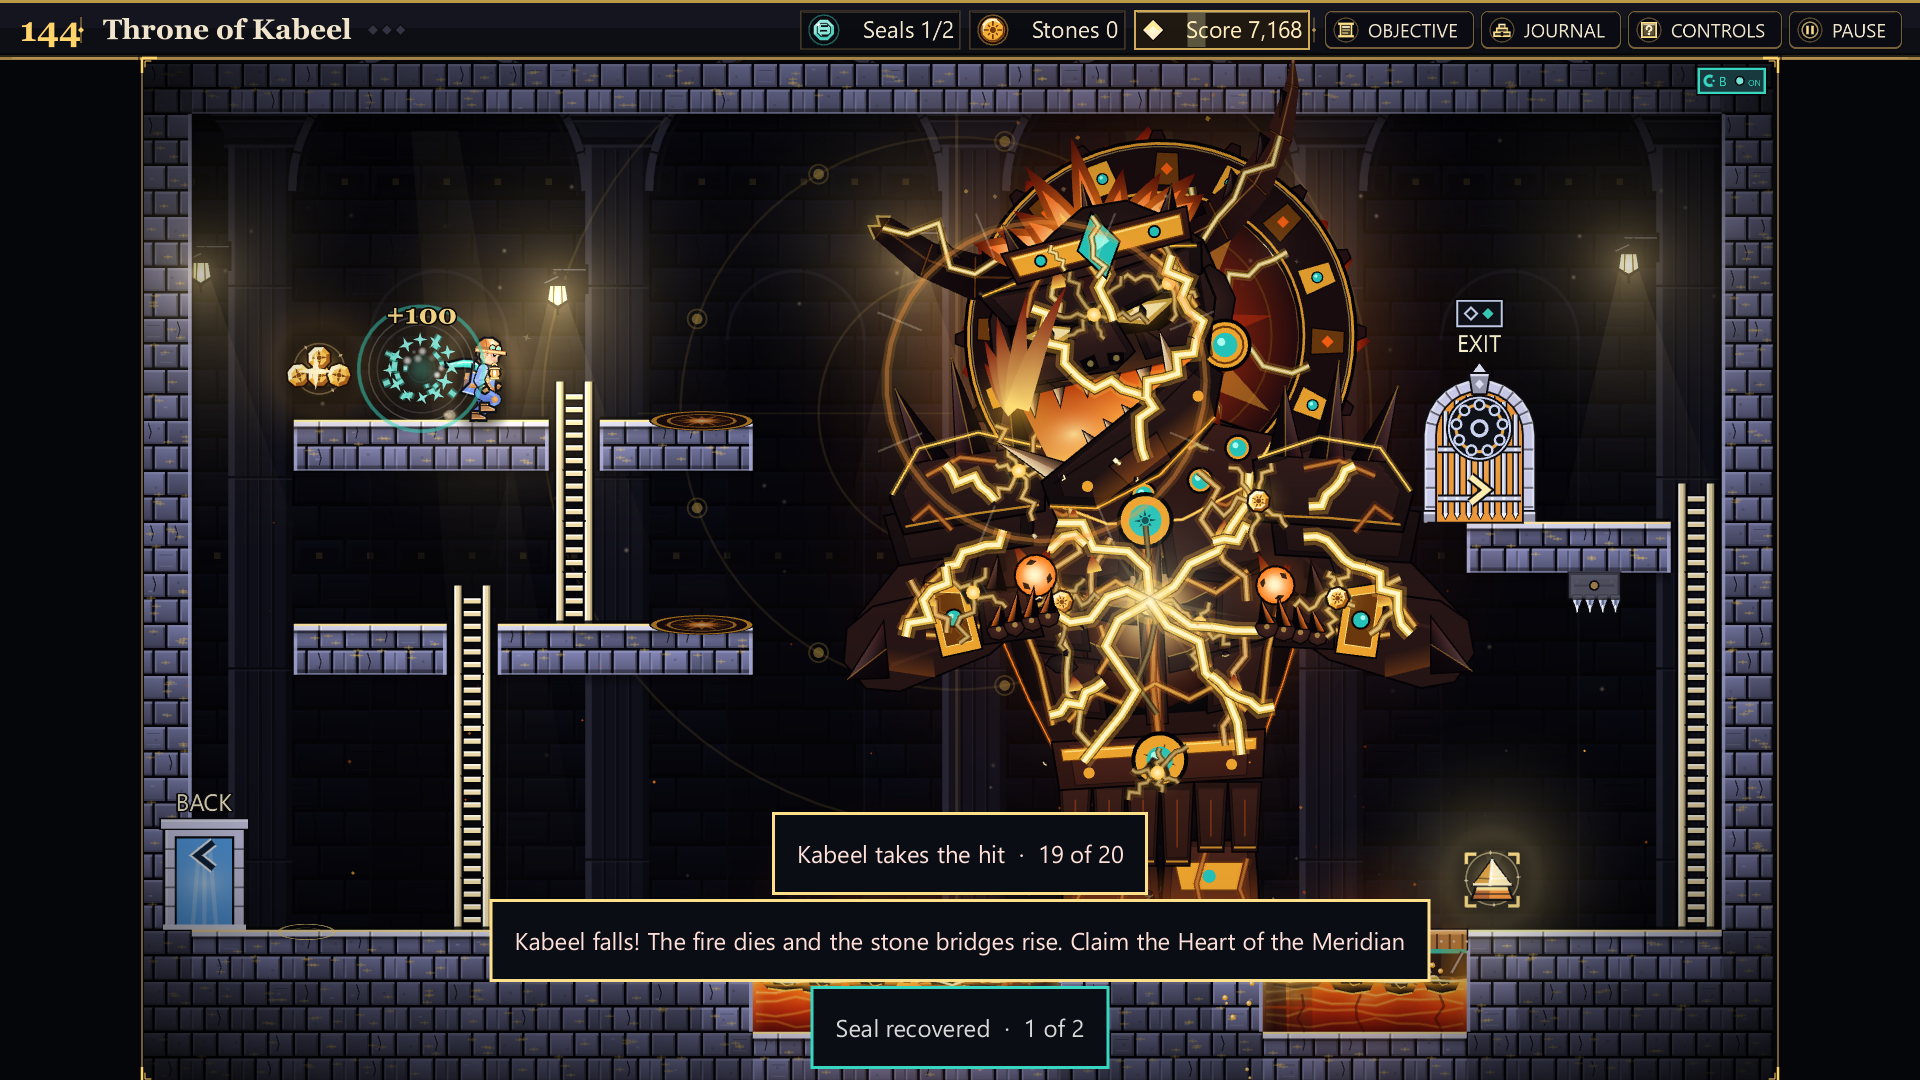 144 Throne of Kabeel
Seals 1/2
Stones 0
Score 7,168
OBJECTIVE
JOURNAL
CONTROLS
PAUSE
B ON
+100
EXIT
BACK
Kabeel takes the hit · 19 of 20
Kabeel falls! The fire dies and the stone bridges rise. Claim the Heart of the Meridian
Seal recovered · 1 of 2